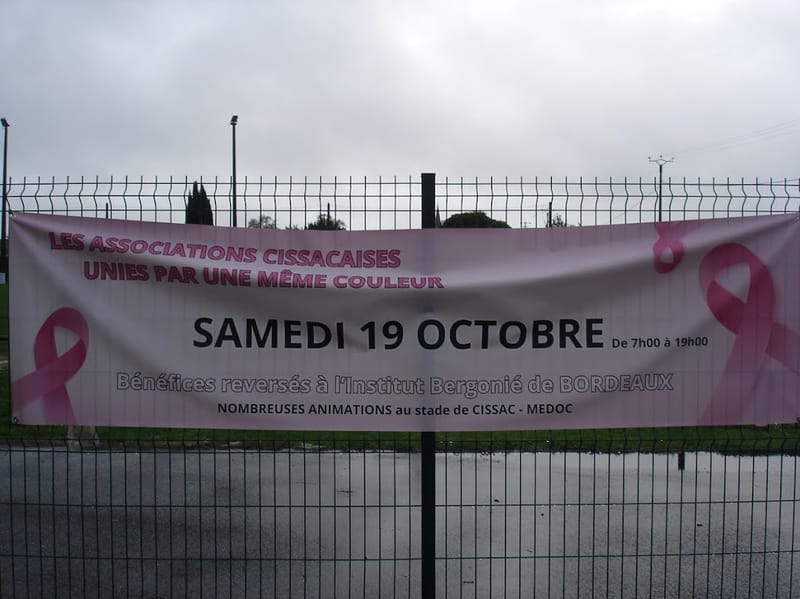 LES ASSOCIATIONS CISSACAISES
UNIES PAR UNE MÊME COULEUR
SAMEDI 19 OCTOBRE De 7h00 à 19h00
Bénéfices reversés à l'Institut Bergonié de BORDEAUX
NOMBREUSES ANIMATIONS au stade de CISSAC - MEDOC